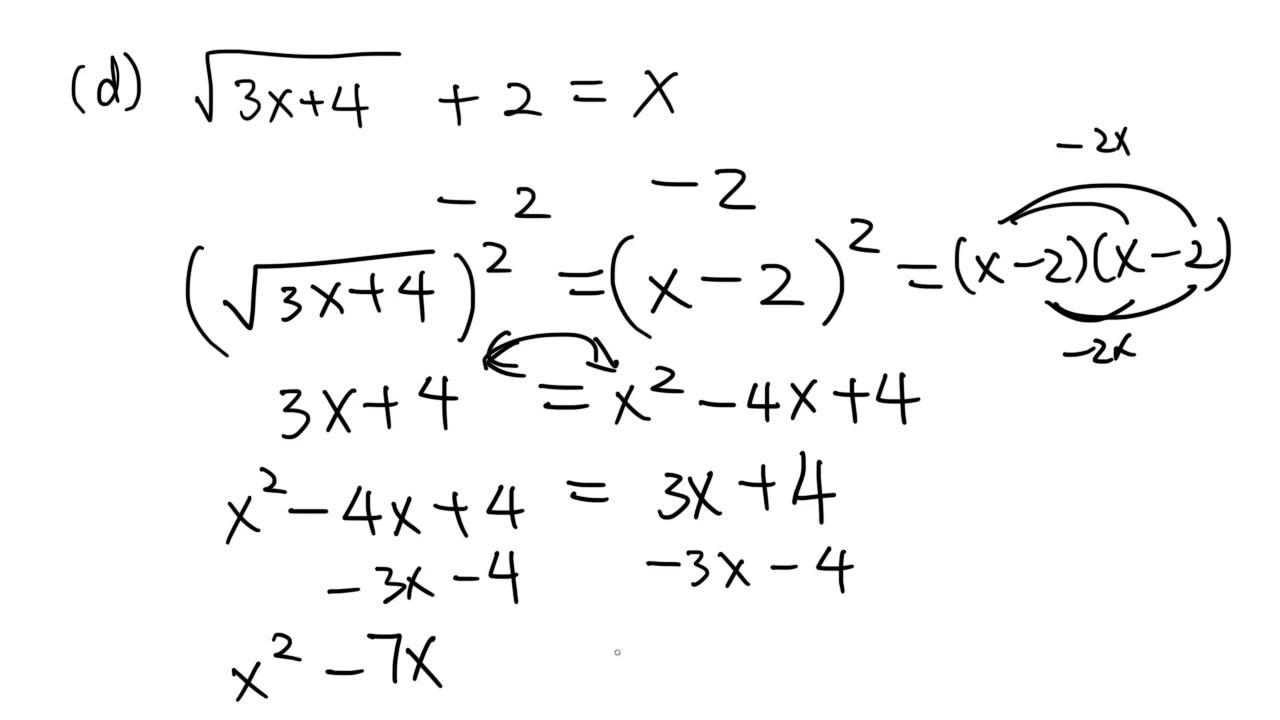 (d) √(3x+4) + 2 = x
- 2 - 2
- 2x
(√(3x+4))² = (x - 2)² = (x - 2)(x - 2)
- 2x
3x + 4 = x² - 4x + 4
x² - 4x + 4 = 3x + 4
- 3x - 4 - 3x - 4
x² - 7x